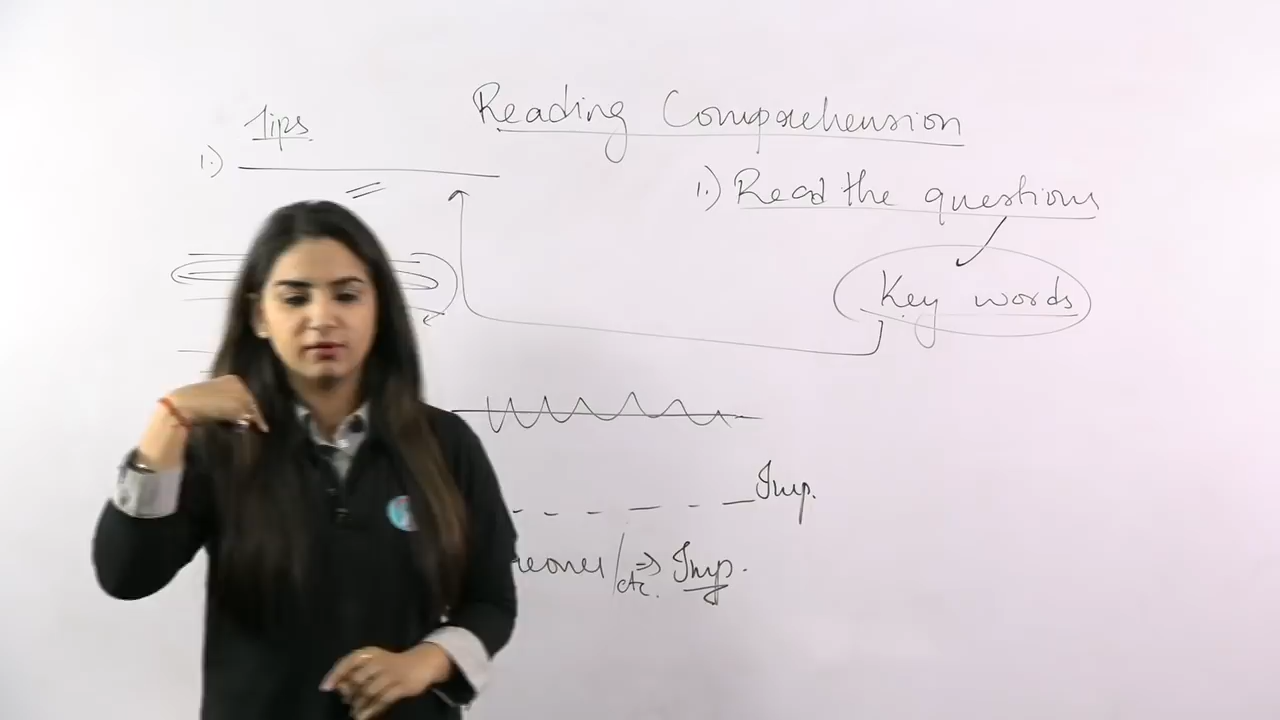 Reading Comprehension
Tips
1.)
1.) Read the questions
Key words
Imp.
etc. => Imp.